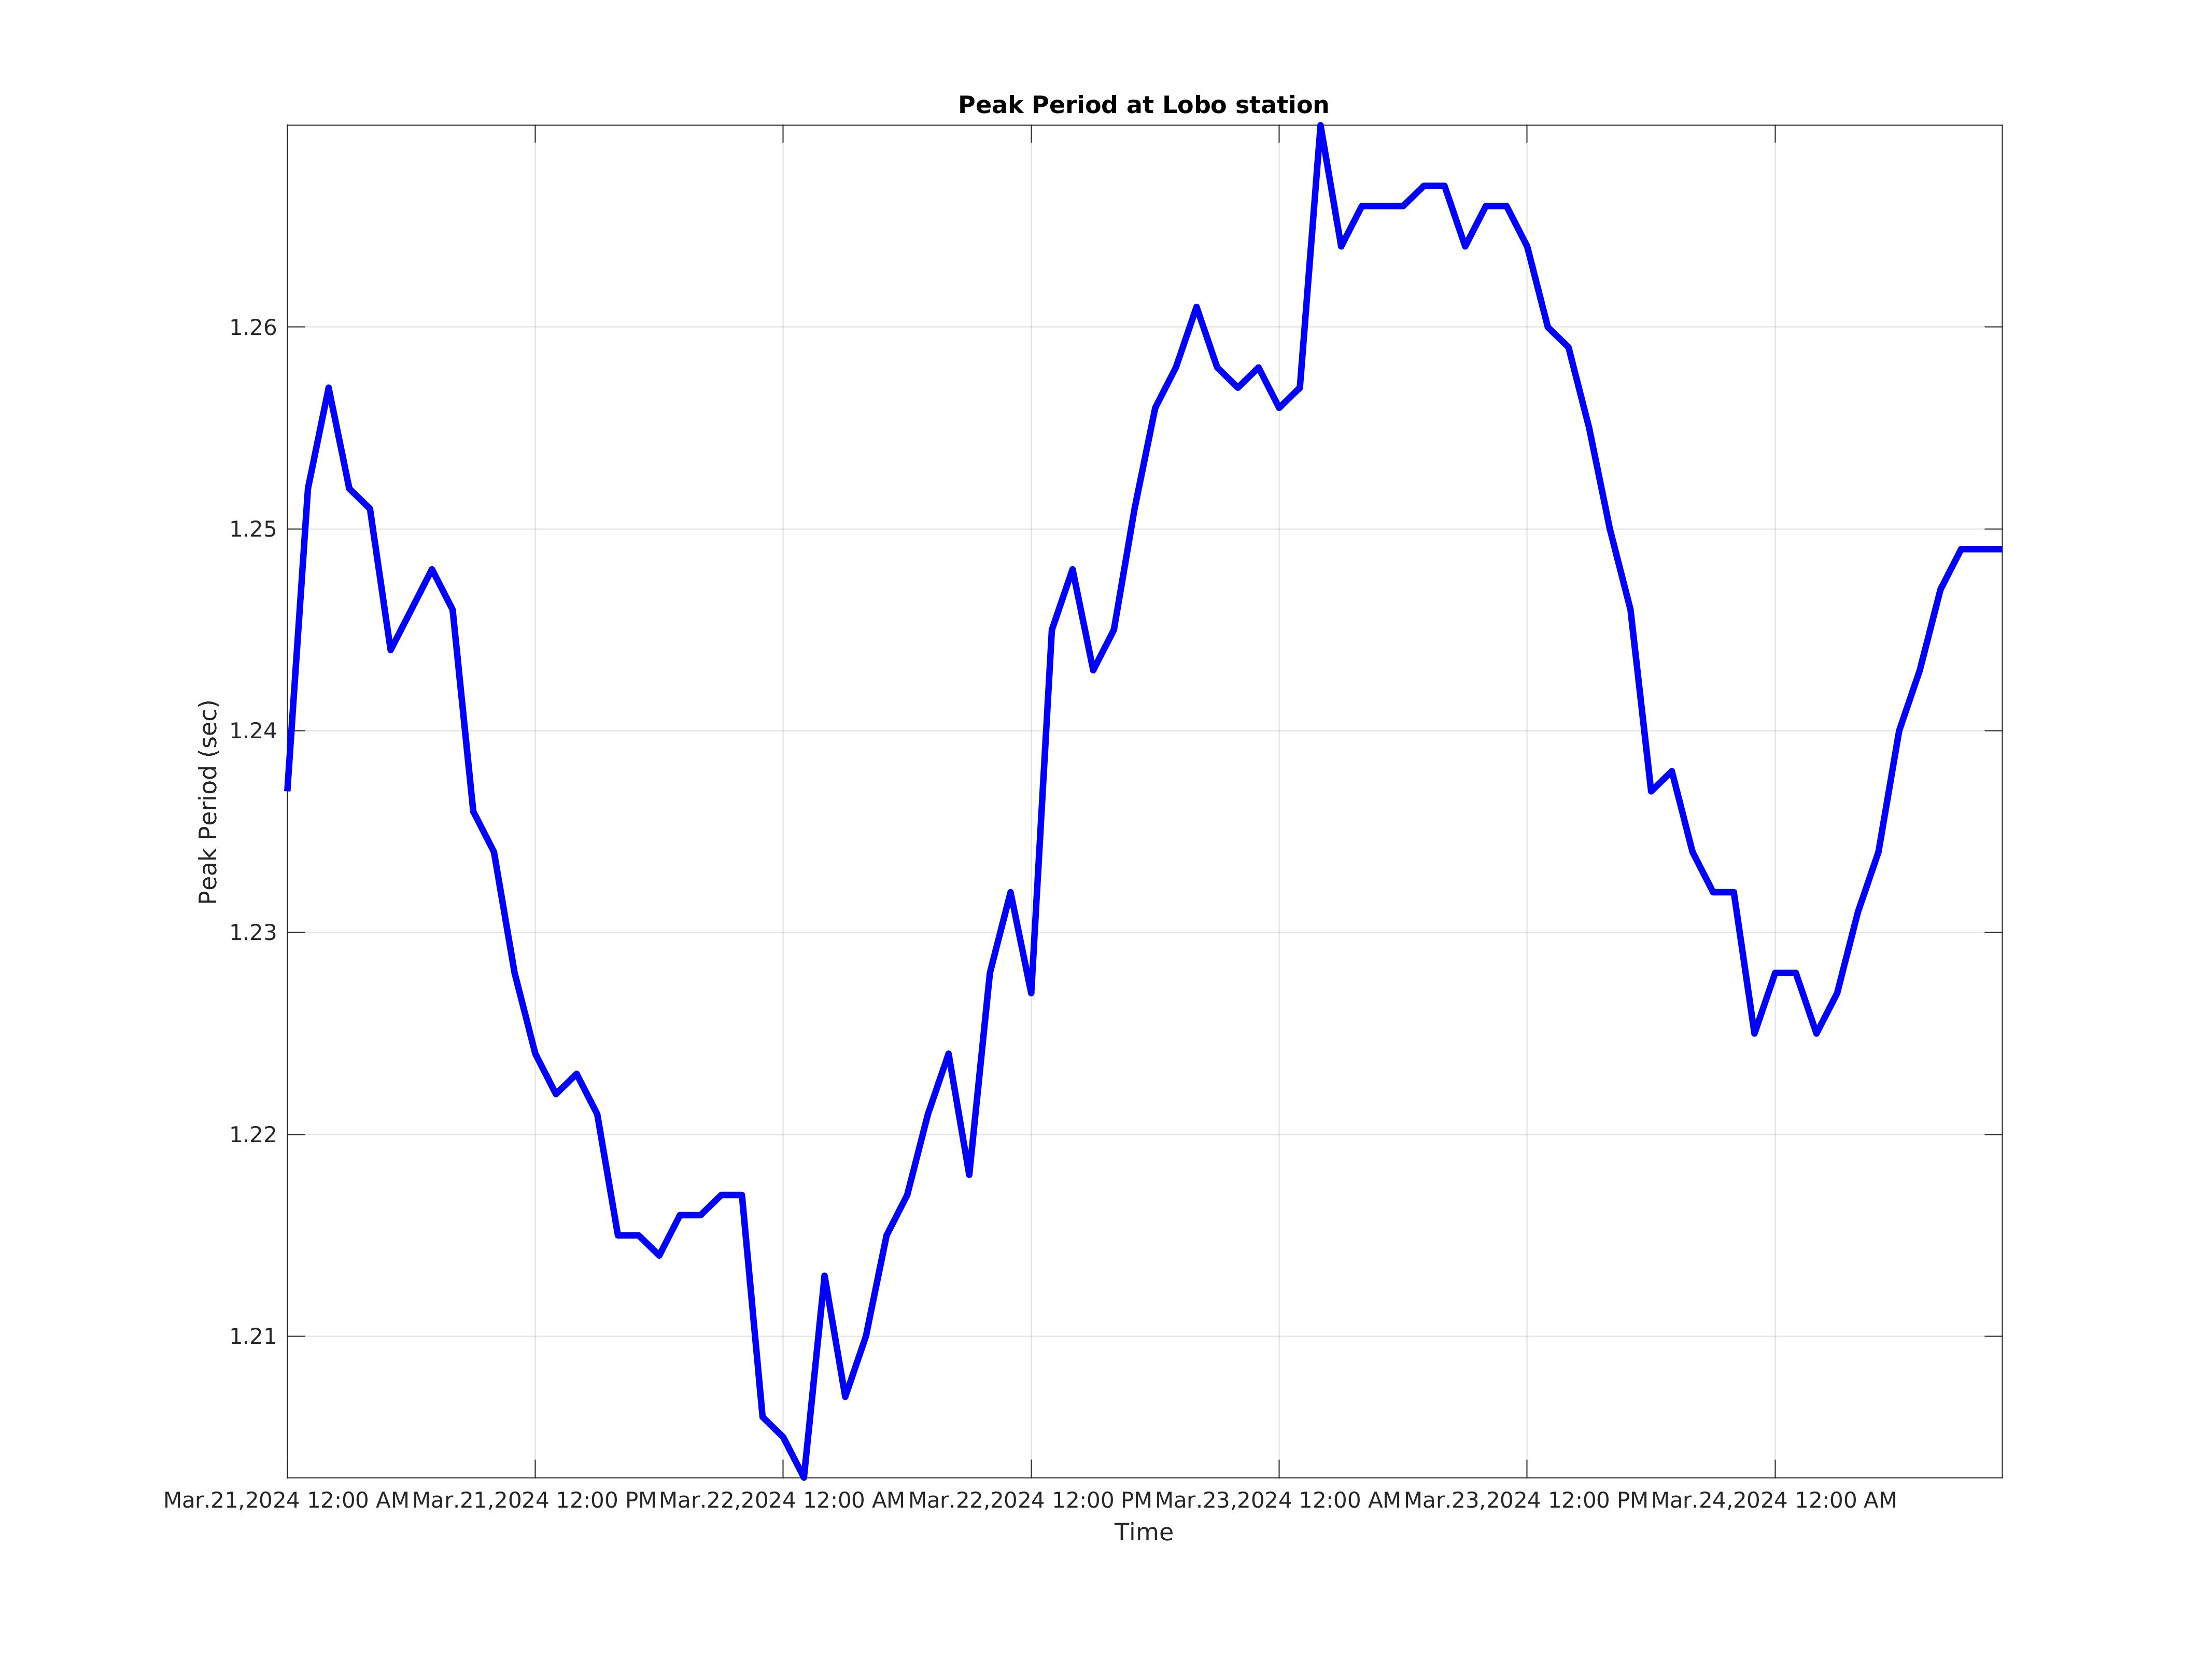 Peak Period at Lobo station
Peak Period (sec)
1.26
1.25
1.24
1.23
1.22
1.21
Mar.21,2024 12:00 AM Mar.21,2024 12:00 PM Mar.22,2024 12:00 AM Mar.22,2024 12:00 PM Mar.23,2024 12:00 AM Mar.23,2024 12:00 PM Mar.24,2024 12:00 AM
Time